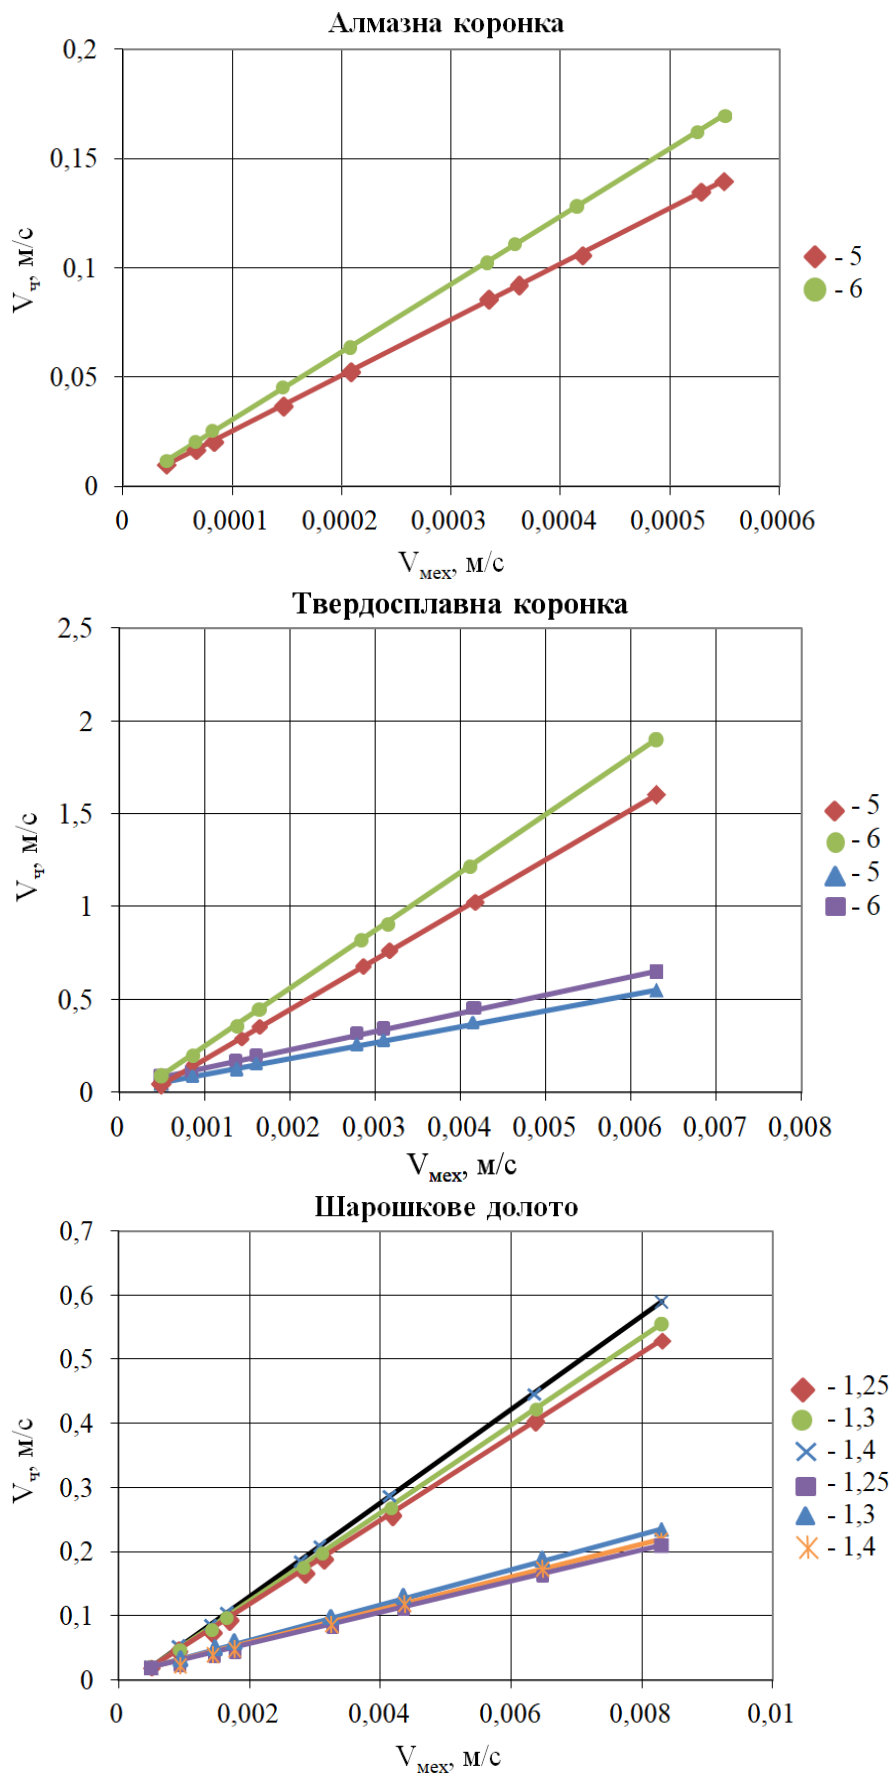 Алмазна коронка
0,2
0,15
0,1
0,05
0
0 0,0001 0,0002 0,0003 0,0004 0,0005 0,0006
Vч, м/с
Vмех, м/с
- 5
- 6
Твердосплавна коронка
2,5
2
1,5
1
0,5
0
0 0,001 0,002 0,003 0,004 0,005 0,006 0,007 0,008
Vч, м/с
Vмех, м/с
- 5
- 6
- 5
- 6
Шарошкове долото
0,7
0,6
0,5
0,4
0,3
0,2
0,1
0
0 0,002 0,004 0,006 0,008 0,01
Vч, м/с
Vмех, м/с
- 1,25
- 1,3
- 1,4
- 1,25
- 1,3
- 1,4